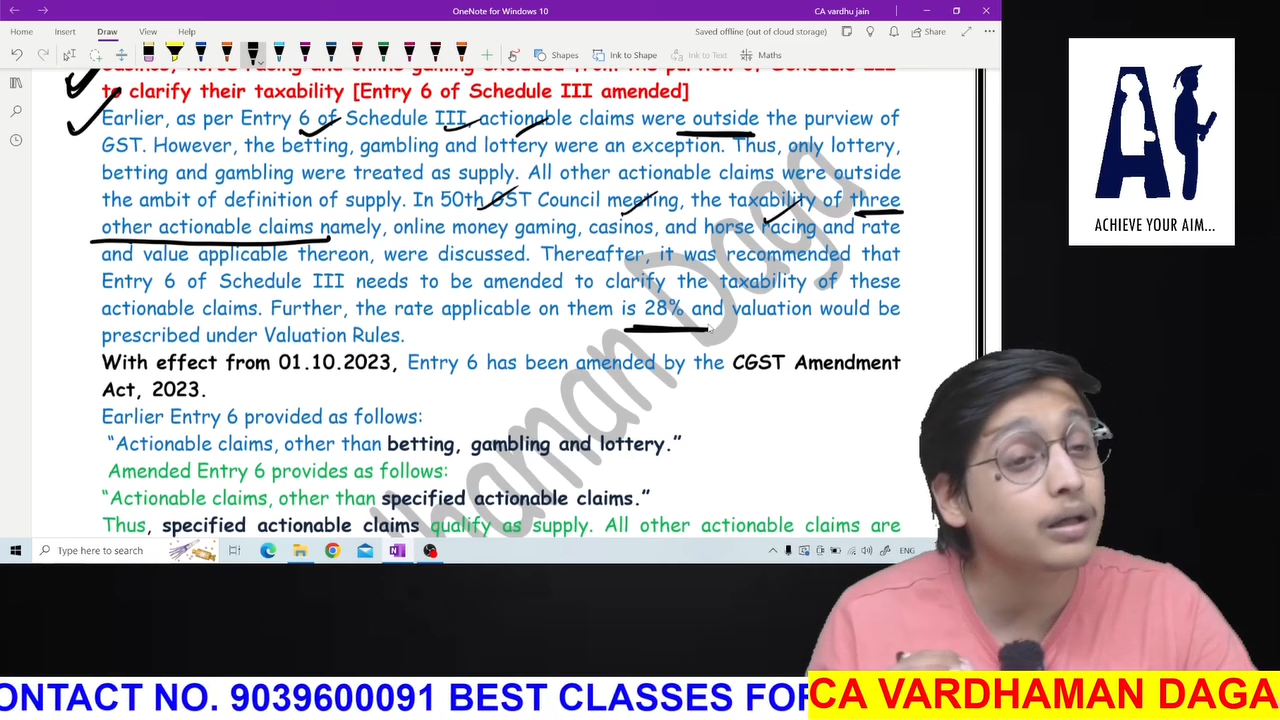 OneNote for Windows 10
CA vardhu jain
Home Insert Draw View Help
Saved offline (out of cloud storage) Share
Shapes Ink to Shape Ink to Text Maths
to clarify their taxability [Entry 6 of Schedule III amended]
Earlier, as per Entry 6 of Schedule III, actionable claims were outside the purview of
GST. However, the betting, gambling and lottery were an exception. Thus, only lottery,
betting and gambling were treated as supply. All other actionable claims were outside
the ambit of definition of supply. In 50th GST Council meeting, the taxability of three
other actionable claims namely, online money gaming, casinos, and horse racing and rate
and value applicable thereon, were discussed. Thereafter, it was recommended that
Entry 6 of Schedule III needs to be amended to clarify the taxability of these
actionable claims. Further, the rate applicable on them is 28% and valuation would be
prescribed under Valuation Rules.
With effect from 01.10.2023, Entry 6 has been amended by the CGST Amendment
Act, 2023.
Earlier Entry 6 provided as follows:
“Actionable claims, other than betting, gambling and lottery.”
Amended Entry 6 provides as follows:
“Actionable claims, other than specified actionable claims.”
Thus, specified actionable claims qualify as supply. All other actionable claims are
Type here to search
ENG
AI
ACHIEVE YOUR AIM...
ONTACT NO. 9039600091 BEST CLASSES FOR
CA VARDHAMAN DAGA